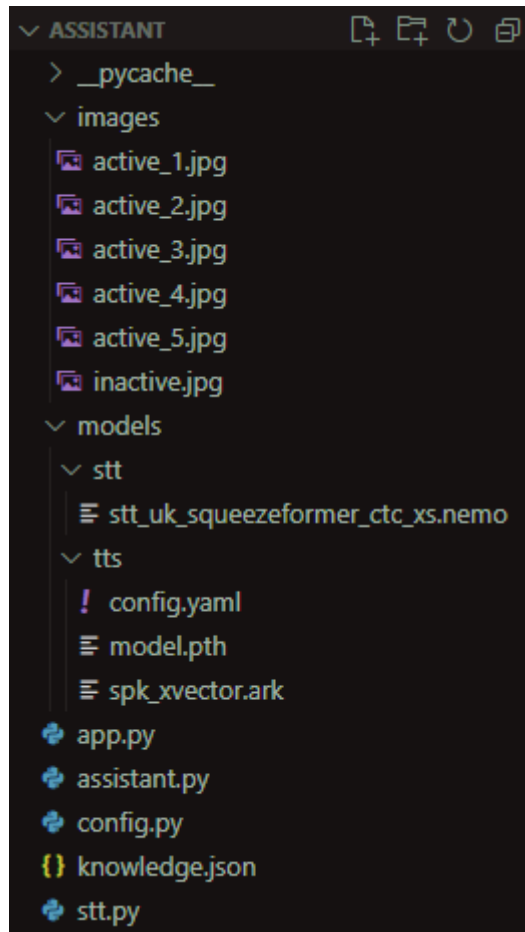 ASSISTANT
__pycache__
images
active_1.jpg
active_2.jpg
active_3.jpg
active_4.jpg
active_5.jpg
inactive.jpg
models
stt
stt_uk_squeezeformer_ctc_xs.nemo
tts
config.yaml
model.pth
spk_xvector.ark
app.py
assistant.py
config.py
knowledge.json
stt.py